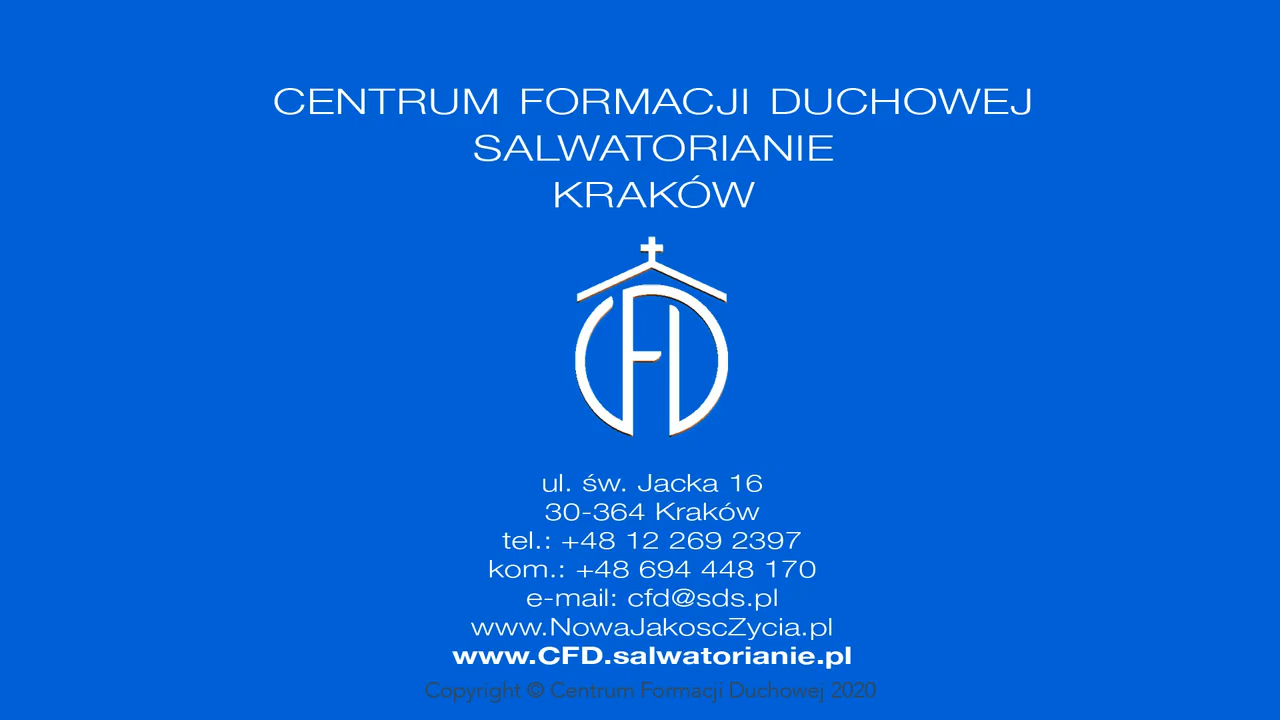 CENTRUM FORMACJI DUCHOWEJ
SALWATORIANIE
KRAKÓW
CFD
ul. św. Jacka 16
30-364 Kraków
tel.: +48 12 269 2397
kom.: +48 694 448 170
e-mail: cfd@sds.pl
www.NowaJakoscZycia.pl
www.CFD.salwatorianie.pl
Copyright © Centrum Formacji Duchowej 2020